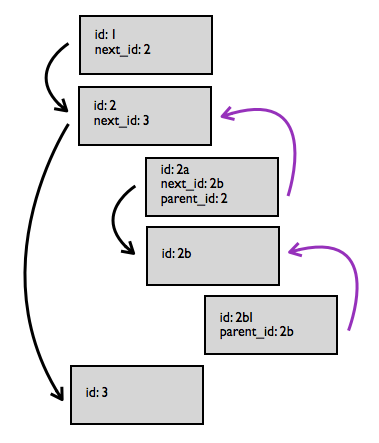 id: 1
next_id: 2
id: 2
next_id: 3
id: 2a
next_id: 2b
parent_id: 2
id: 2b
id: 2b1
parent_id: 2b
id: 3